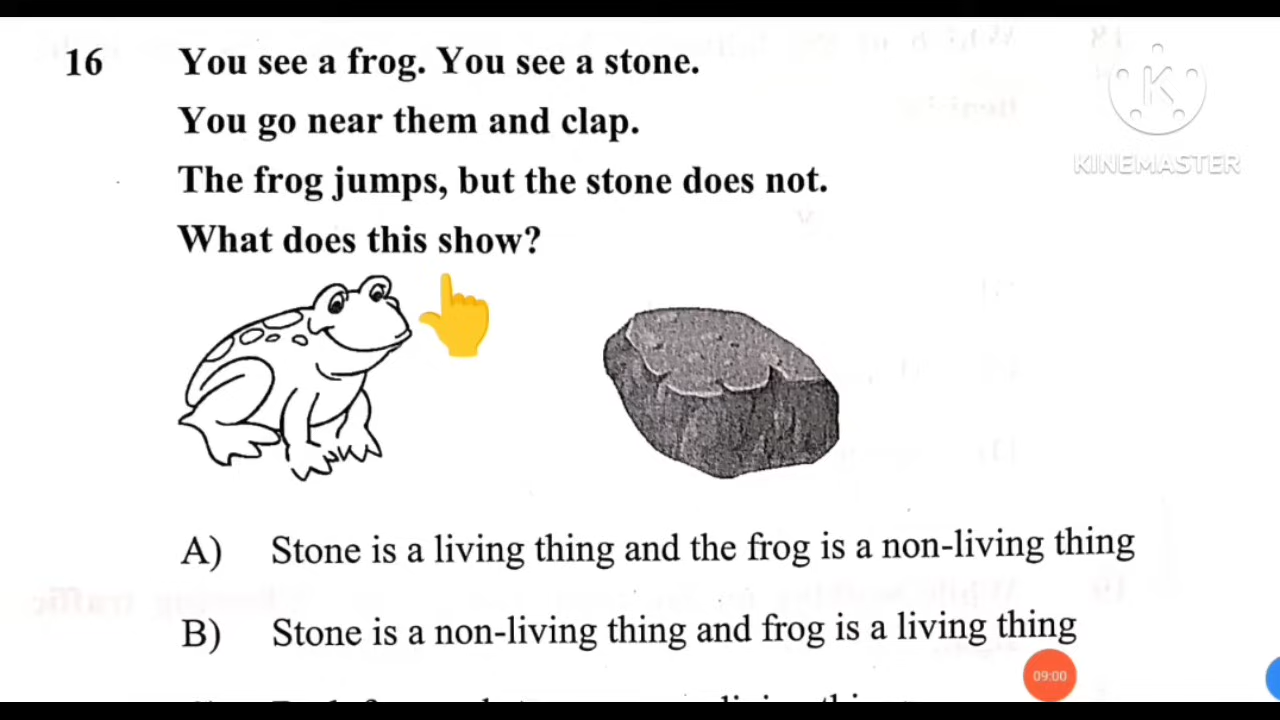 16 You see a frog. You see a stone.
You go near them and clap.
The frog jumps, but the stone does not.
What does this show?
K
KINEMASTER
A) Stone is a living thing and the frog is a non-living thing
B) Stone is a non-living thing and frog is a living thing
09:00